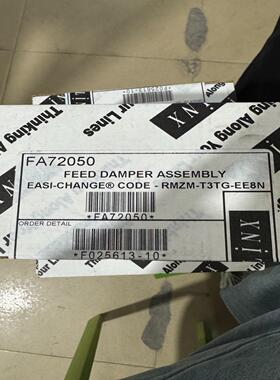 Thinking Along
Your Lines
JINX
FA72050
FEED DAMPER ASSEMBLY
EASI-CHANGE® CODE - RMZM-T3TG-EE8N
*FA72050*
ORDER DETAIL
*F025613-10*